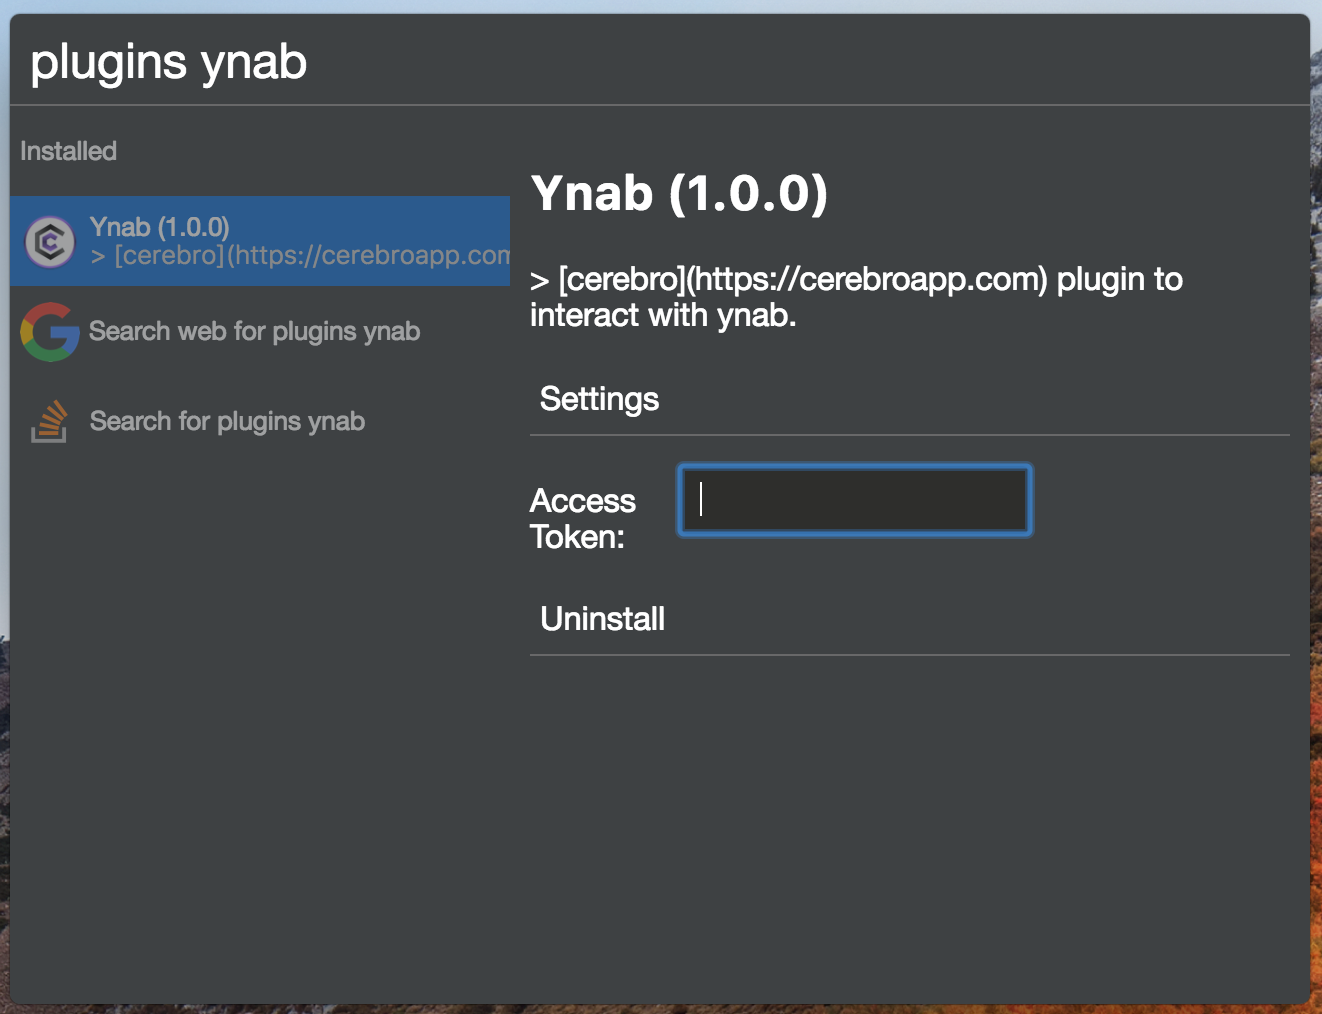 plugins ynab
Installed
Ynab (1.0.0)
> [cerebro](https://cerebroapp.com
Search web for plugins ynab
Search for plugins ynab
Ynab (1.0.0)
> [cerebro](https://cerebroapp.com) plugin to
interact with ynab.
Settings
Access
Token:
Uninstall